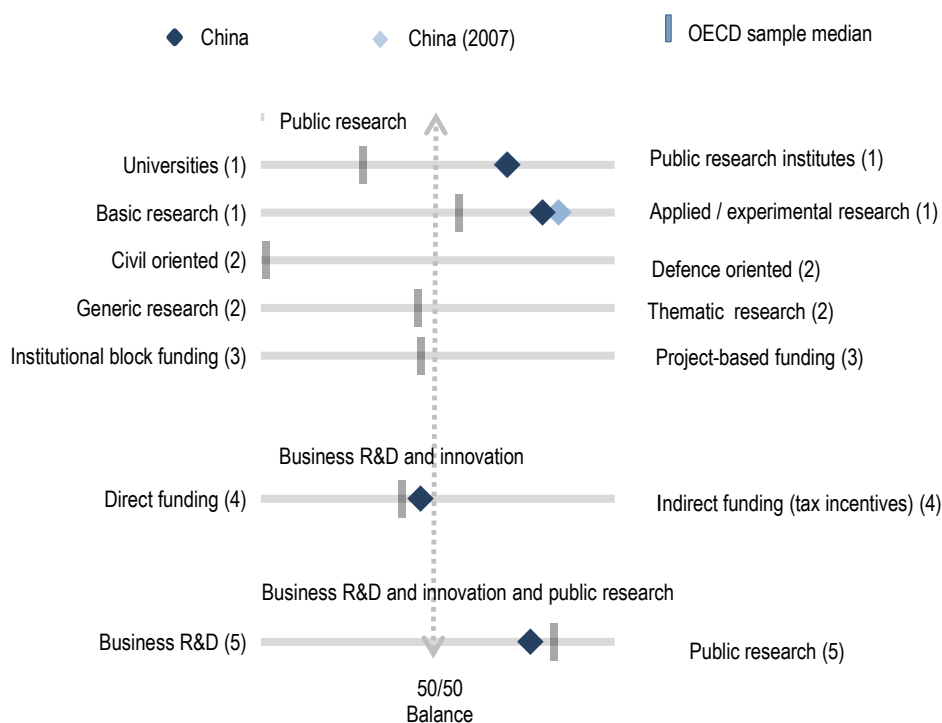 China
China (2007)
OECD sample median
Public research
Universities (1)
Public research institutes (1)
Basic research (1)
Applied / experimental research (1)
Civil oriented (2)
Defence oriented (2)
Generic research (2)
Thematic research (2)
Institutional block funding (3)
Project-based funding (3)
Business R&D and innovation
Direct funding (4)
Indirect funding (tax incentives) (4)
Business R&D and innovation and public research
Business R&D (5)
Public research (5)
50/50
Balance